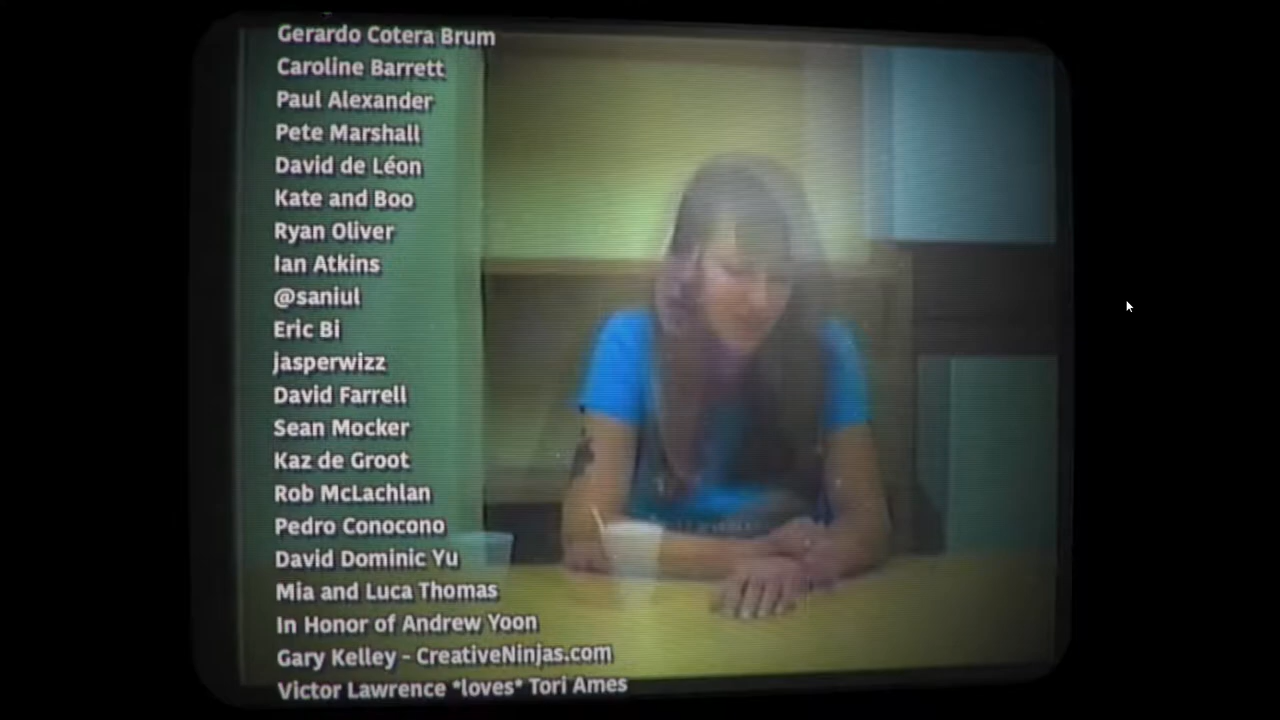 Gerardo Cotera Brum
Caroline Barrett
Paul Alexander
Pete Marshall
David de Léon
Kate and Boo
Ryan Oliver
Ian Atkins
@saniul
Eric Bi
jasperwizz
David Farrell
Sean Mocker
Kaz de Groot
Rob McLachlan
Pedro Conocono
David Dominic Yu
Mia and Luca Thomas
In Honor of Andrew Yoon
Gary Kelley - CreativeNinjas.com
Victor Lawrence *loves* Tori Ames